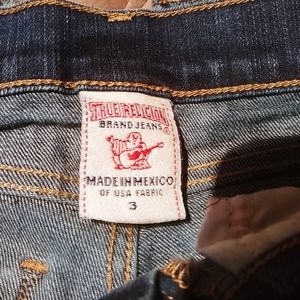 TRUE RELIGION
BRAND JEANS
MADE IN MEXICO
OF USA FABRIC
3